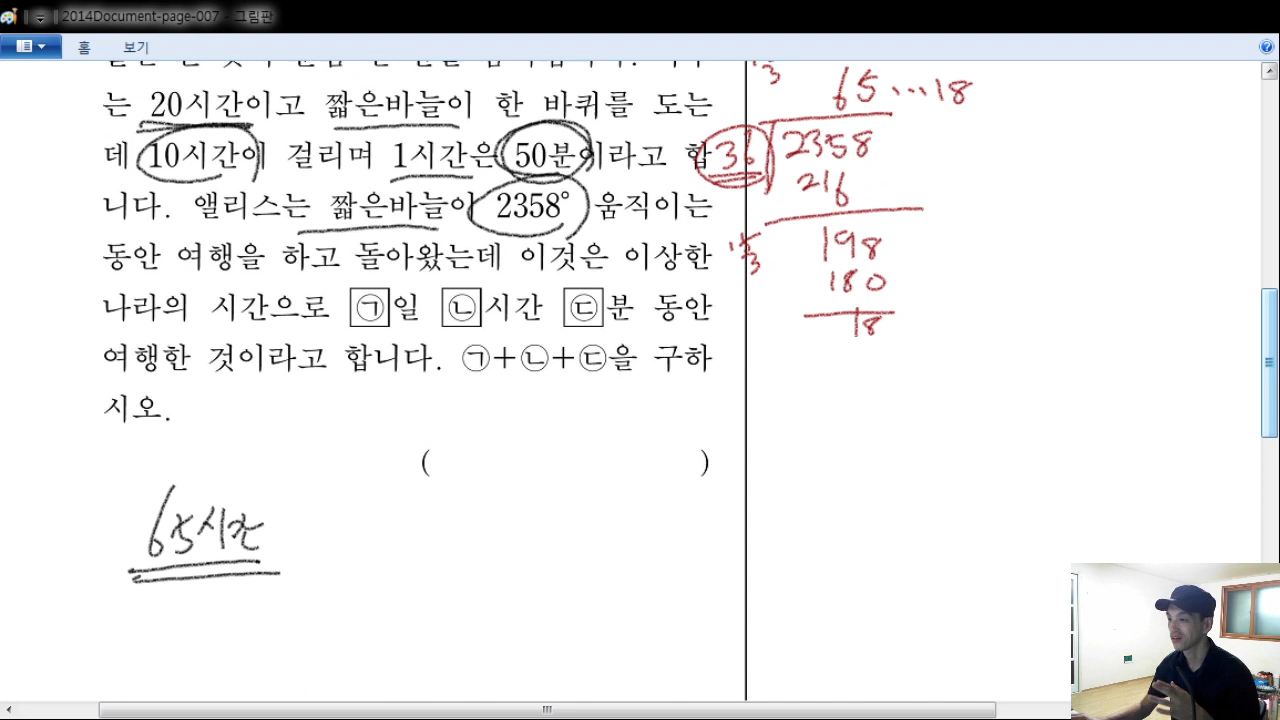 2014Document-page-007 - 그림판
홈 보기
는 20시간이고 짧은바늘이 한 바퀴를 도는
데 10시간이 걸리며 1시간은 50분이라고 합
니다. 앨리스는 짧은바늘이 2358° 움직이는
동안 여행을 하고 돌아왔는데 이것은 이상한
나라의 시간으로 ㉠일 ㉡시간 ㉢분 동안
여행한 것이라고 합니다. ㉠+㉡+㉢을 구하
시오.
( )
65시간
3
65...18
36 2358
216
198
180
18